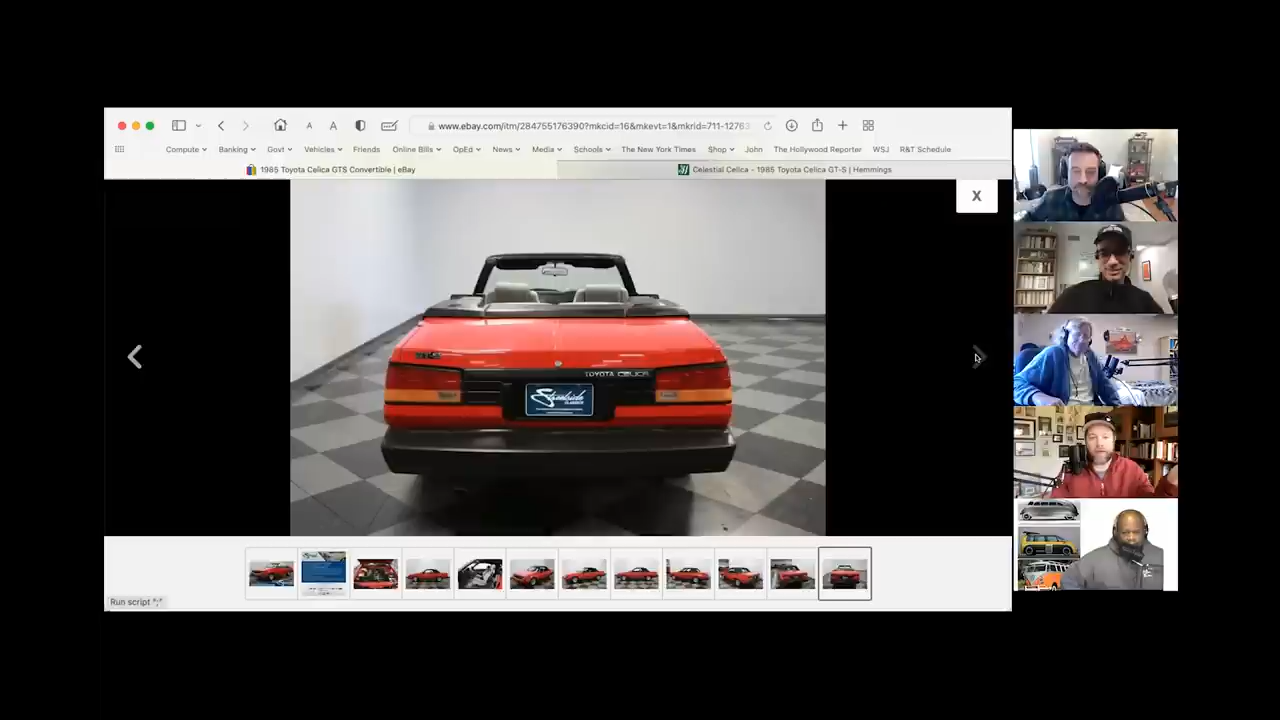 www.ebay.com/itm/284755176390?mkcid=16&mkevt=1&mkrid=711-12763
Compute Banking Govt Vehicles Friends Online Bills OpEd News Media Schools The New York Times Shop John The Hollywood Reporter WSJ R&T Schedule
1985 Toyota Celica GTS Convertible | eBay
Celestial Celica - 1985 Toyota Celica GT-S | Hemmings
A A
X
TOYOTA CELICA
Streetside
CLASSICS
Run script ";"